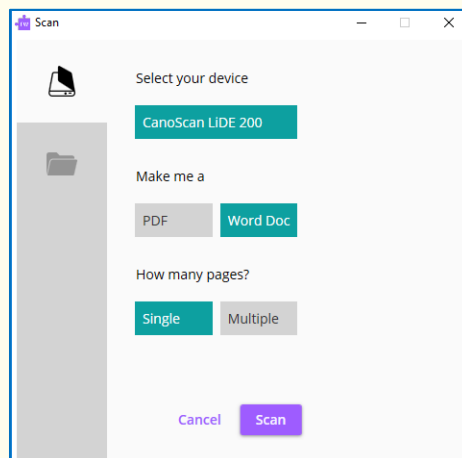 Scan
Select your device
CanoScan LiDE 200
Make me a
PDF Word Doc
How many pages?
Single Multiple
Cancel Scan